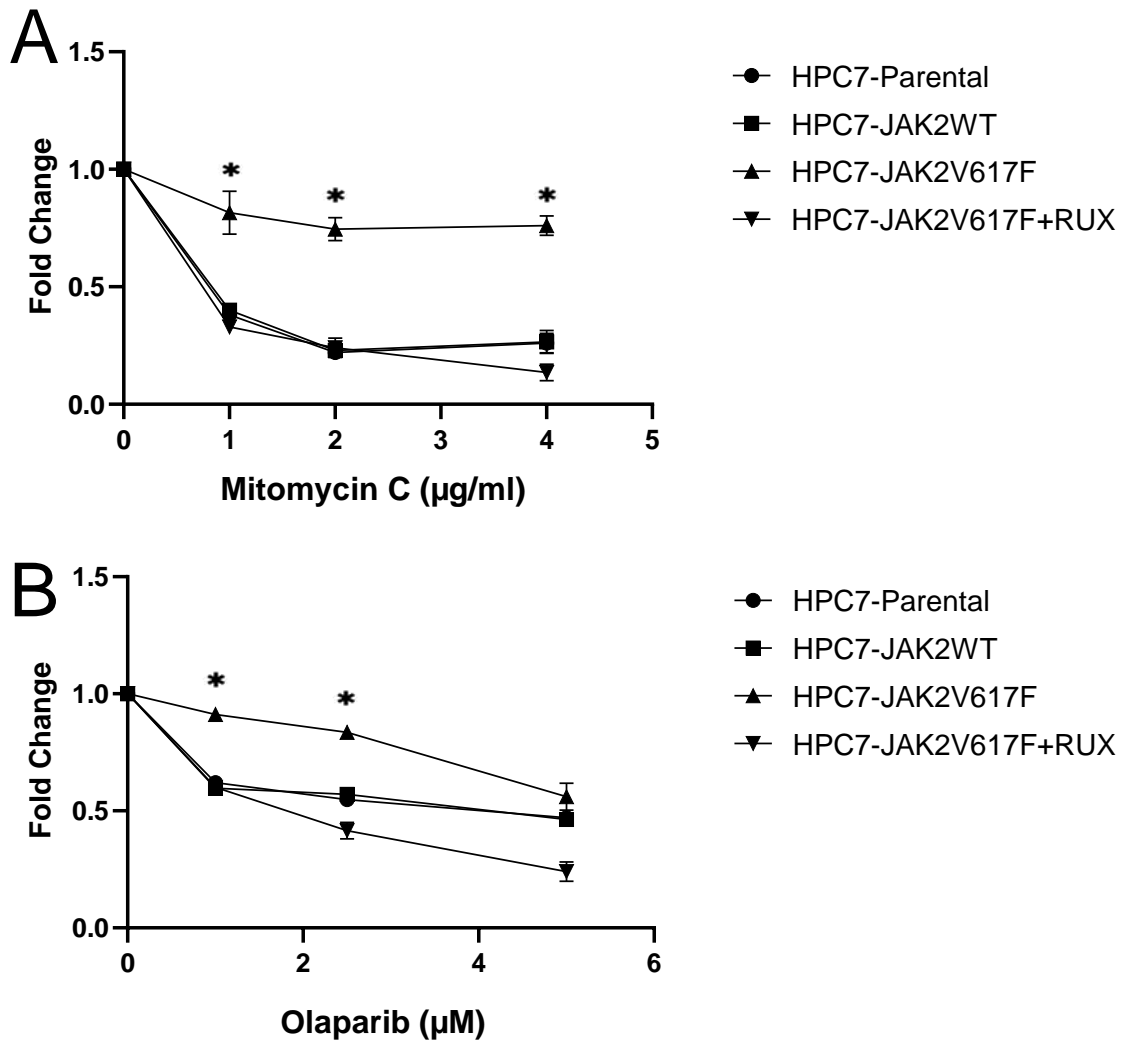 A
1.5
1.0
0.5
0.0
Fold Change
* * *
0 1 2 3 4 5
Mitomycin C (µg/ml)
HPC7-Parental
HPC7-JAK2WT
HPC7-JAK2V617F
HPC7-JAK2V617F+RUX
B
1.5
1.0
0.5
0.0
Fold Change
* *
0 2 4 6
Olaparib (µM)
HPC7-Parental
HPC7-JAK2WT
HPC7-JAK2V617F
HPC7-JAK2V617F+RUX